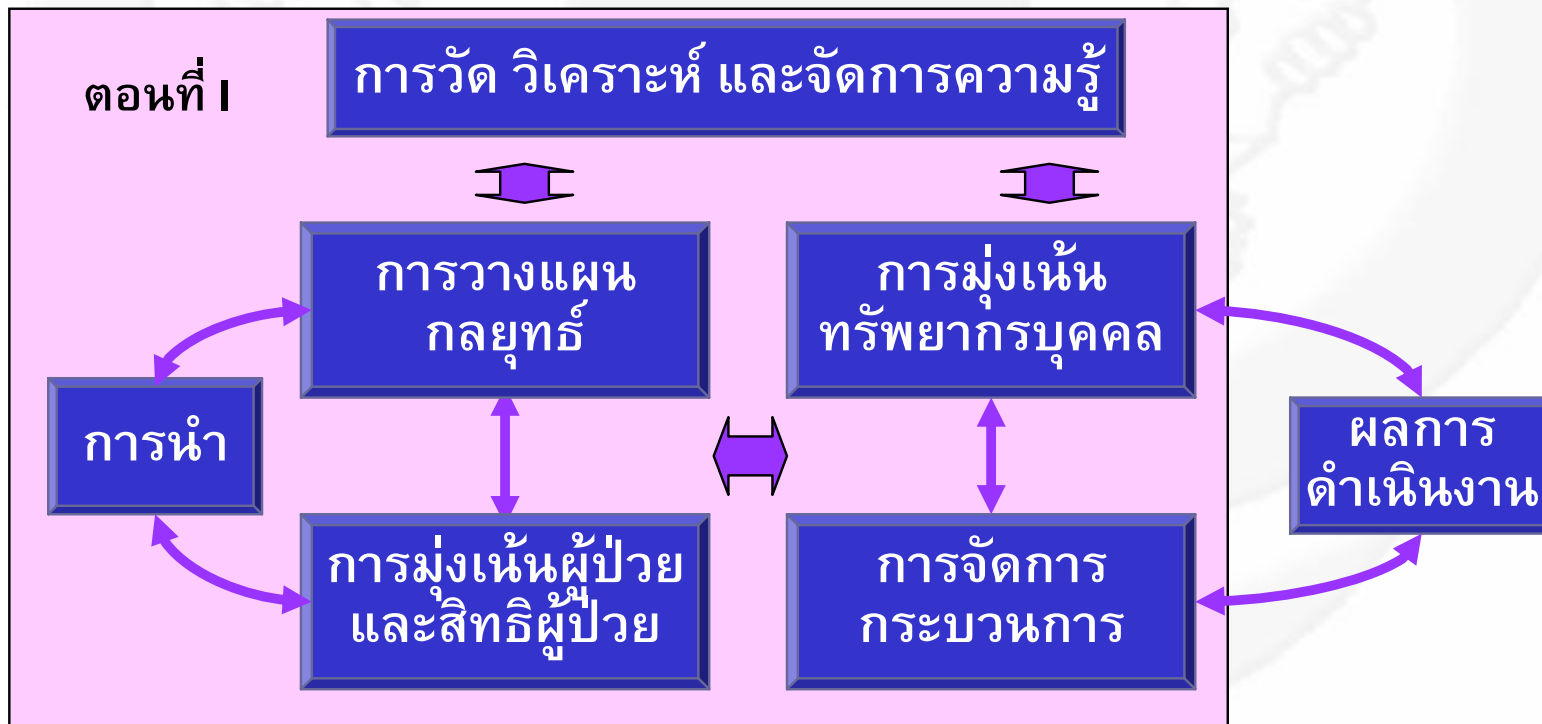 ตอนที่ I
การวัด วิเคราะห์ และจัดการความรู้
การวางแผน
กลยุทธ์
การมุ่งเน้น
ทรัพยากรบุคคล
การนำ
ผลการ
ดำเนินงาน
การมุ่งเน้นผู้ป่วย
และสิทธิผู้ป่วย
การจัดการ
กระบวนการ